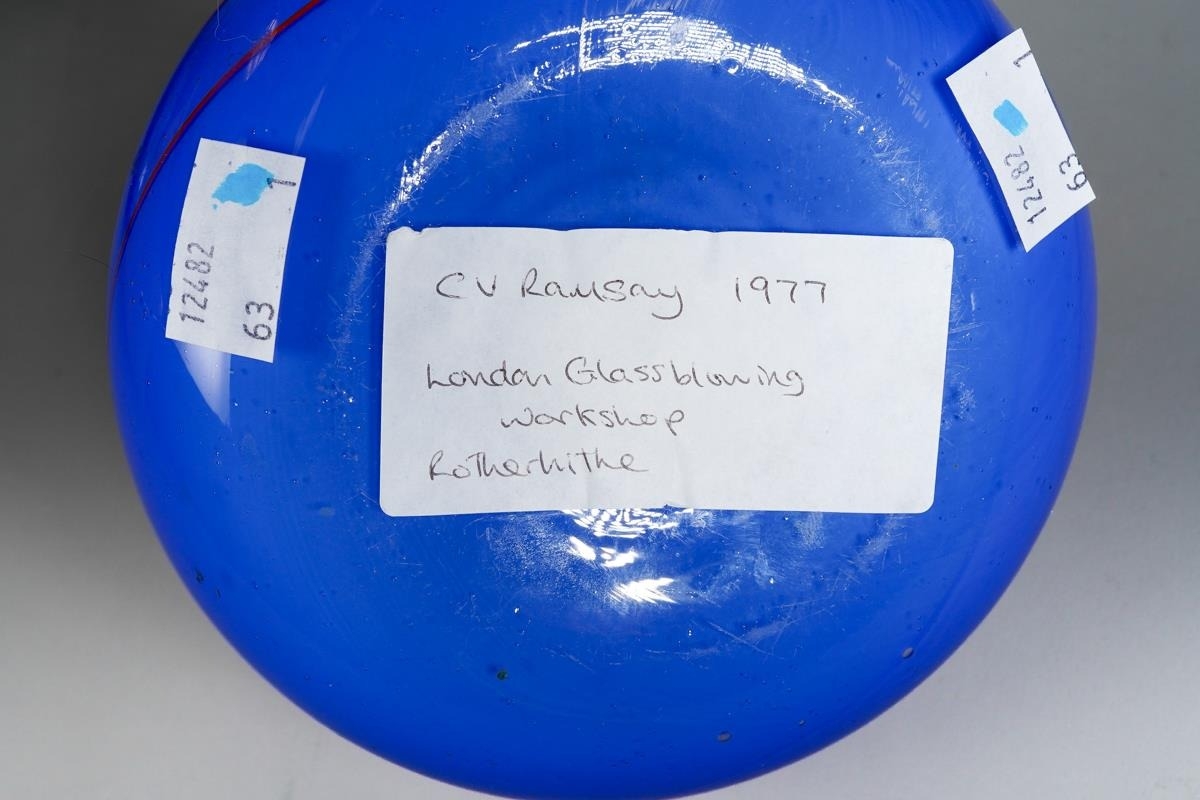 CV Ramsay 1977
London Glassblowing
Workshop
Rotherhithe
12482 1
63
12482 1
63